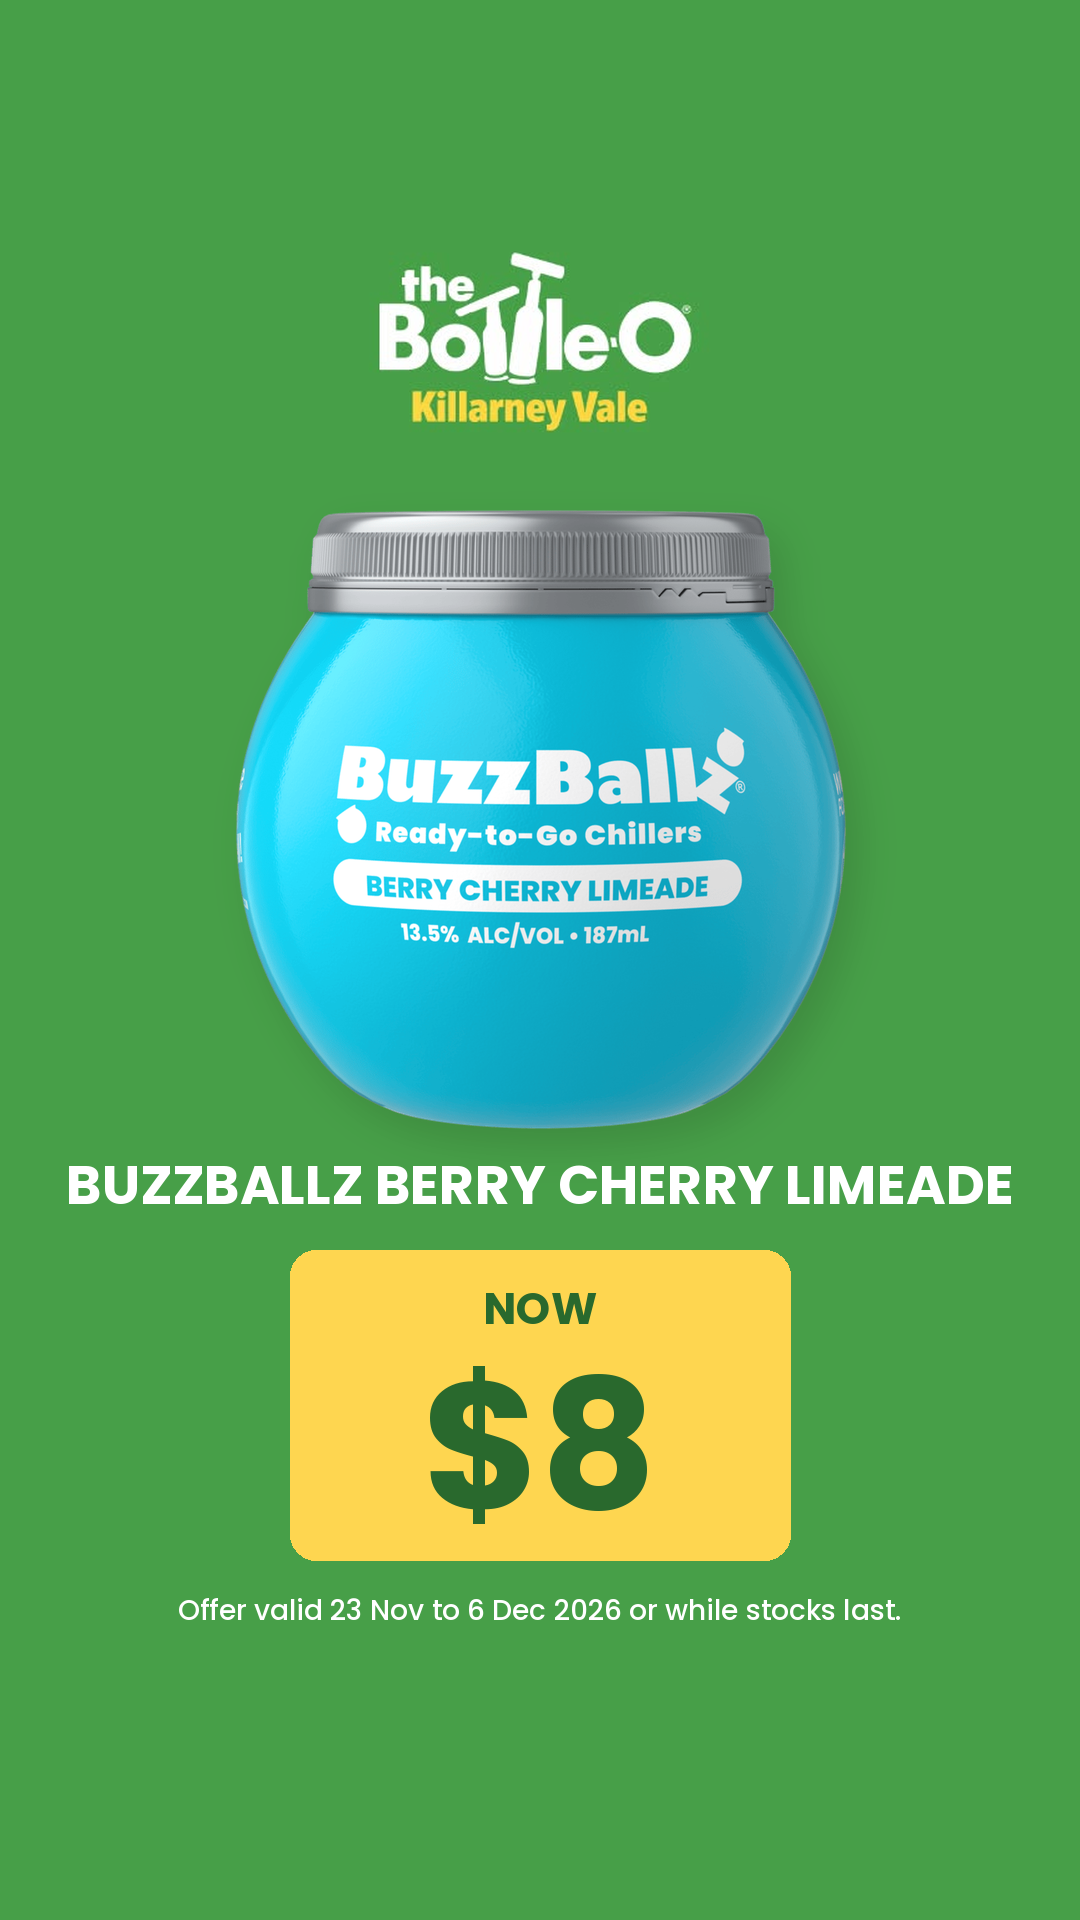 the
Bottle-O®
Killarney Vale
BuzzBallz®
Ready-to-Go Chillers
BERRY CHERRY LIMEADE
13.5% ALC/VOL • 187mL
BUZZBALLZ BERRY CHERRY LIMEADE
NOW
$8
Offer valid 23 Nov to 6 Dec 2026 or while stocks last.